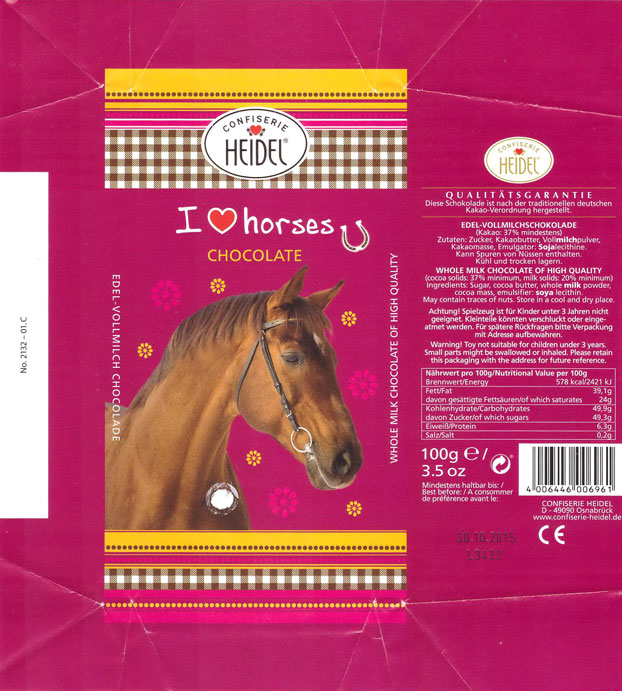 CONFISERIE
HEIDEL®
I ❤ horses
CHOCOLATE
EDEL-VOLLMILCH CHOCOLADE
WHOLE MILK CHOCOLATE OF HIGH QUALITY
No. 2132 – 01.C
CONFISERIE
HEIDEL®
QUALITÄTSGARANTIE
Diese Schokolade ist nach der traditionellen deutschen
Kakao-Verordnung hergestellt.
EDEL-VOLLMILCHSCHOKOLADE
(Kakao: 37% mindestens)
Zutaten: Zucker, Kakaobutter, Vollmilchpulver,
Kakaomasse, Emulgator: Sojalecithine.
Kann Spuren von Nüssen enthalten.
Kühl und trocken lagern.
WHOLE MILK CHOCOLATE OF HIGH QUALITY
(cocoa solids: 37% minimum, milk solids: 20% minimum)
Ingredients: Sugar, cocoa butter, whole milk powder,
cocoa mass, emulsifier: soya lecithin.
May contain traces of nuts. Store in a cool and dry place.
Achtung! Spielzeug ist für Kinder unter 3 Jahren nicht
geeignet. Kleinteile könnten verschluckt oder einge-
atmet werden. Für spätere Rückfragen bitte Verpackung
mit Adresse aufbewahren.
Warning! Toy not suitable for children under 3 years.
Small parts might be swallowed or inhaled. Please retain
this packaging with the address for future reference.
Nährwert pro 100g/Nutritional Value per 100g
Brennwert/Energy 578 kcal/2421 kJ
Fett/Fat 39,1g
davon gesättigte Fettsäuren/of which saturates 24g
Kohlenhydrate/Carbohydrates 49,9g
davon Zucker/of which sugars 49,3g
Eiweiß/Protein 6,3g
Salz/Salt 0,2g
100g e /
3.5 oz
Mindestens haltbar bis: /
Best before: / A consommer
de préférence avant le:
4 006446 006961
CONFISERIE HEIDEL
D - 49090 Osnabrück
www.confiserie-heidel.de
CE
30.10.2015
L3433